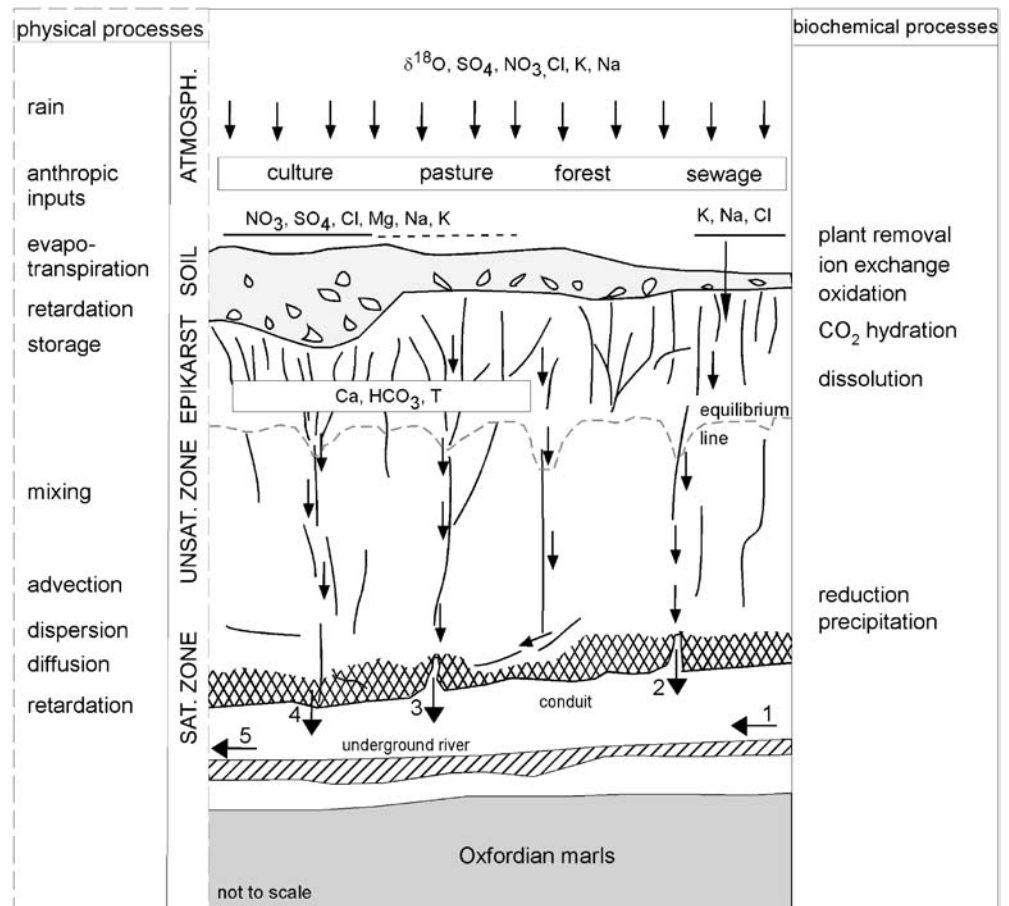 physical processes
biochemical processes
δ¹⁸O, SO₄, NO₃,Cl, K, Na
ATMOSPH.
rain
anthropic
inputs
culture
pasture
forest
sewage
NO₃, SO₄, Cl, Mg, Na, K
K, Na, Cl
SOIL
evapo-
transpiration
retardation
storage
plant removal
ion exchange
oxidation
CO₂ hydration
dissolution
EPIKARST
Ca, HCO₃, T
equilibrium
line
UNSAT. ZONE
mixing
advection
dispersion
diffusion
retardation
reduction
precipitation
SAT. ZONE
4
3
2
conduit
1
5
underground river
Oxfordian marls
not to scale